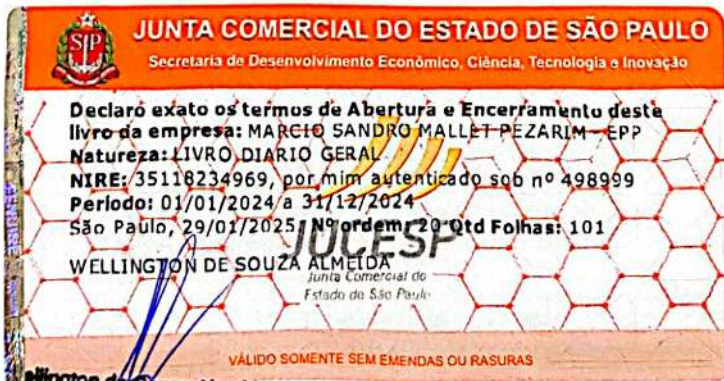 JUNTA COMERCIAL DO ESTADO DE SÃO PAULO
Secretaria de Desenvolvimento Econômico, Ciência, Tecnologia e Inovação
Declaro exato os termos de Abertura e Encerramento deste
livro da empresa: MARCIO SANDRO MALLET PEZARIM - EPP
Natureza: LIVRO DIARIO GERAL
NIRE: 35118234969, por mim autenticado sob nº 498999
Periodo: 01/01/2024 a 31/12/2024
São Paulo, 29/01/2025, Nº ordem: 20 Qtd Folhas: 101
JUCESP
WELLINGTON DE SOUZA ALMEIDA
Junta Comercial do
Estado de São Paulo
VÁLIDO SOMENTE SEM EMENDAS OU RASURAS